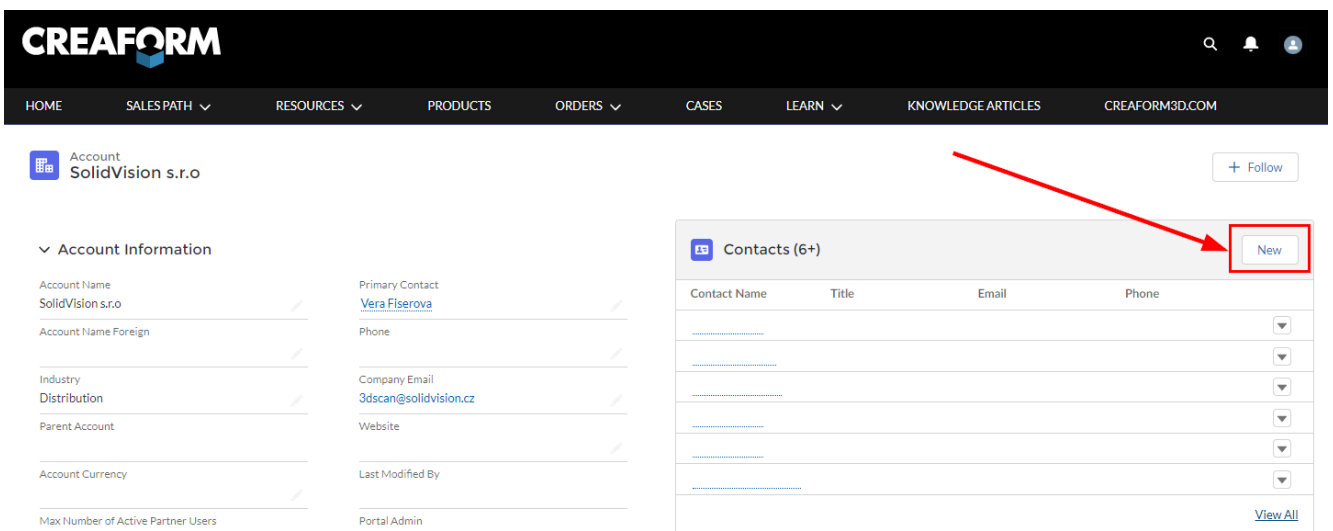 CREAFORM
HOME SALES PATH RESOURCES PRODUCTS ORDERS CASES LEARN KNOWLEDGE ARTICLES CREAFORM3D.COM
Account
SolidVision s.r.o
+ Follow
Account Information
Account Name
SolidVision s.r.o
Primary Contact
Vera Fiserova
Account Name Foreign
Phone
Industry
Distribution
Company Email
3dscan@solidvision.cz
Parent Account
Website
Account Currency
Last Modified By
Max Number of Active Partner Users
Portal Admin
Contacts (6+)
New
Contact Name Title Email Phone
View All